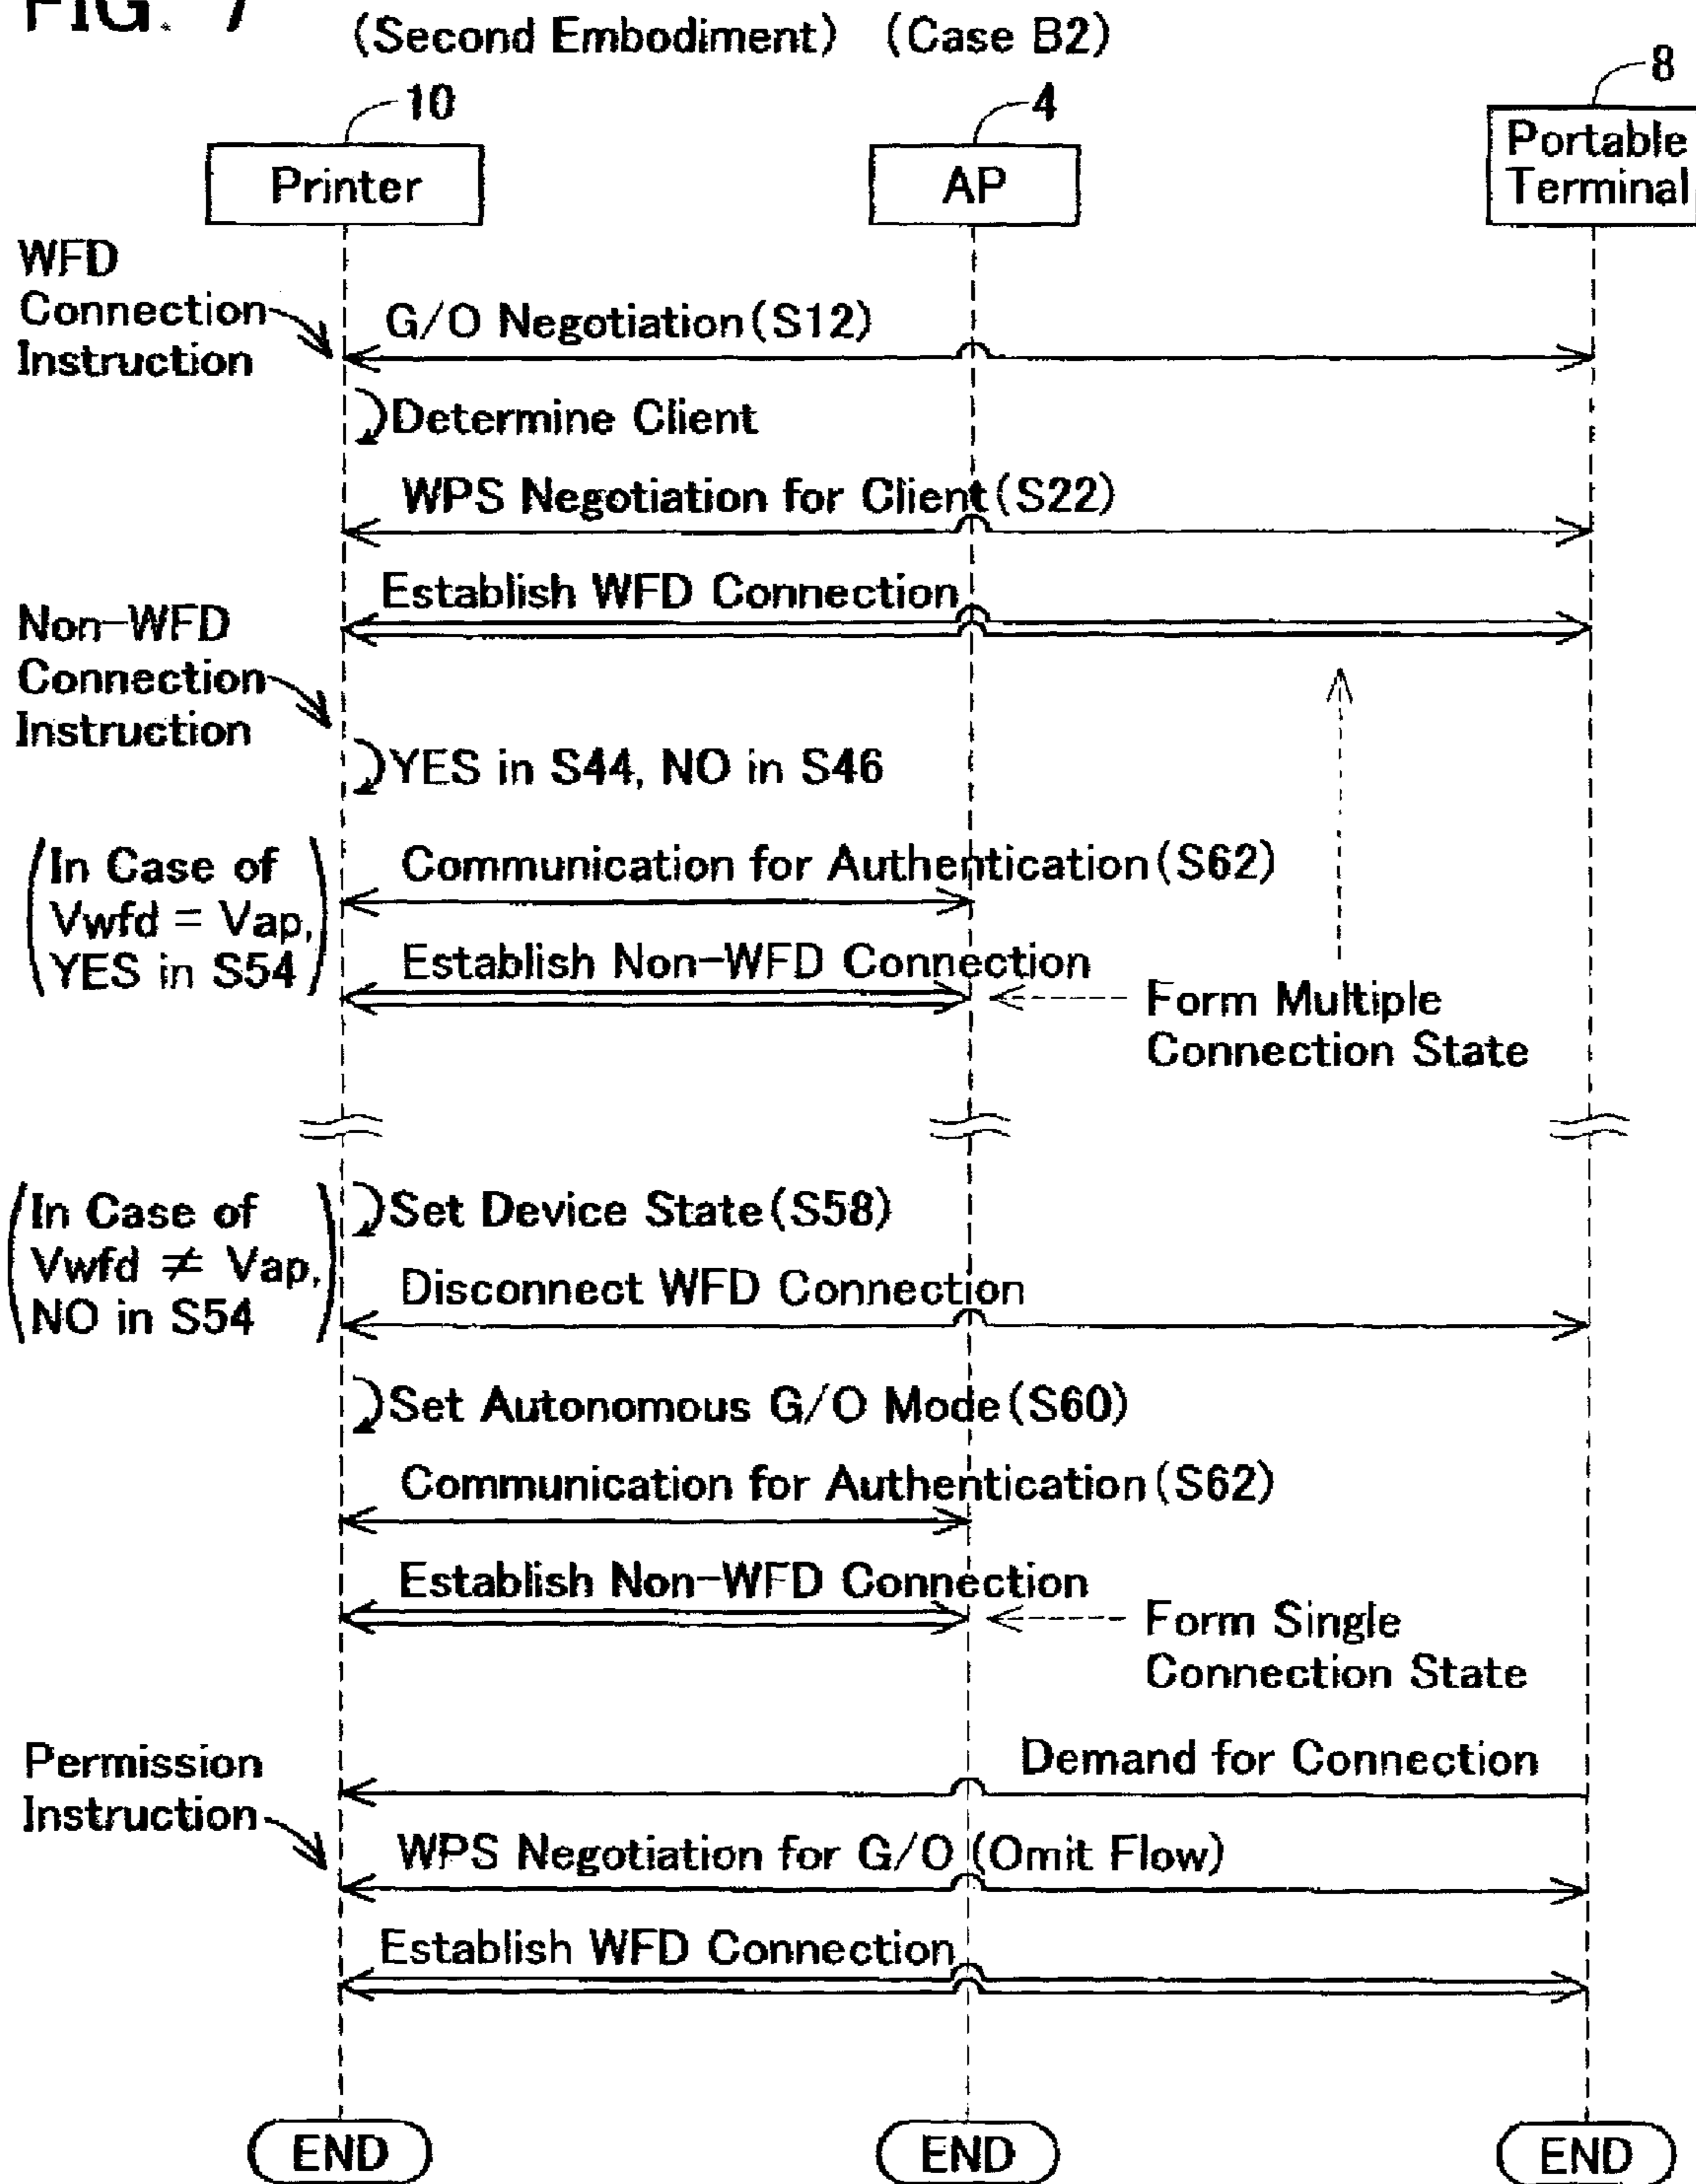 FIG. 7
(Second Embodiment) (Case B2)
10
4
8
Printer
AP
Portable
Terminal
WFD
Connection
Instruction
G/O Negotiation(S12)
Determine Client
WPS Negotiation for Client(S22)
Establish WFD Connection
Non-WFD
Connection
Instruction
YES in S44, NO in S46
In Case of
Vwfd = Vap,
YES in S54
Communication for Authentication(S62)
Establish Non-WFD Connection
Form Multiple
Connection State
In Case of
Vwfd ≠ Vap,
NO in S54
Set Device State(S58)
Disconnect WFD Connection
Set Autonomous G/O Mode(S60)
Communication for Authentication(S62)
Establish Non-WFD Connection
Form Single
Connection State
Demand for Connection
Permission
Instruction
WPS Negotiation for G/O (Omit Flow)
Establish WFD Connection
END
END
END